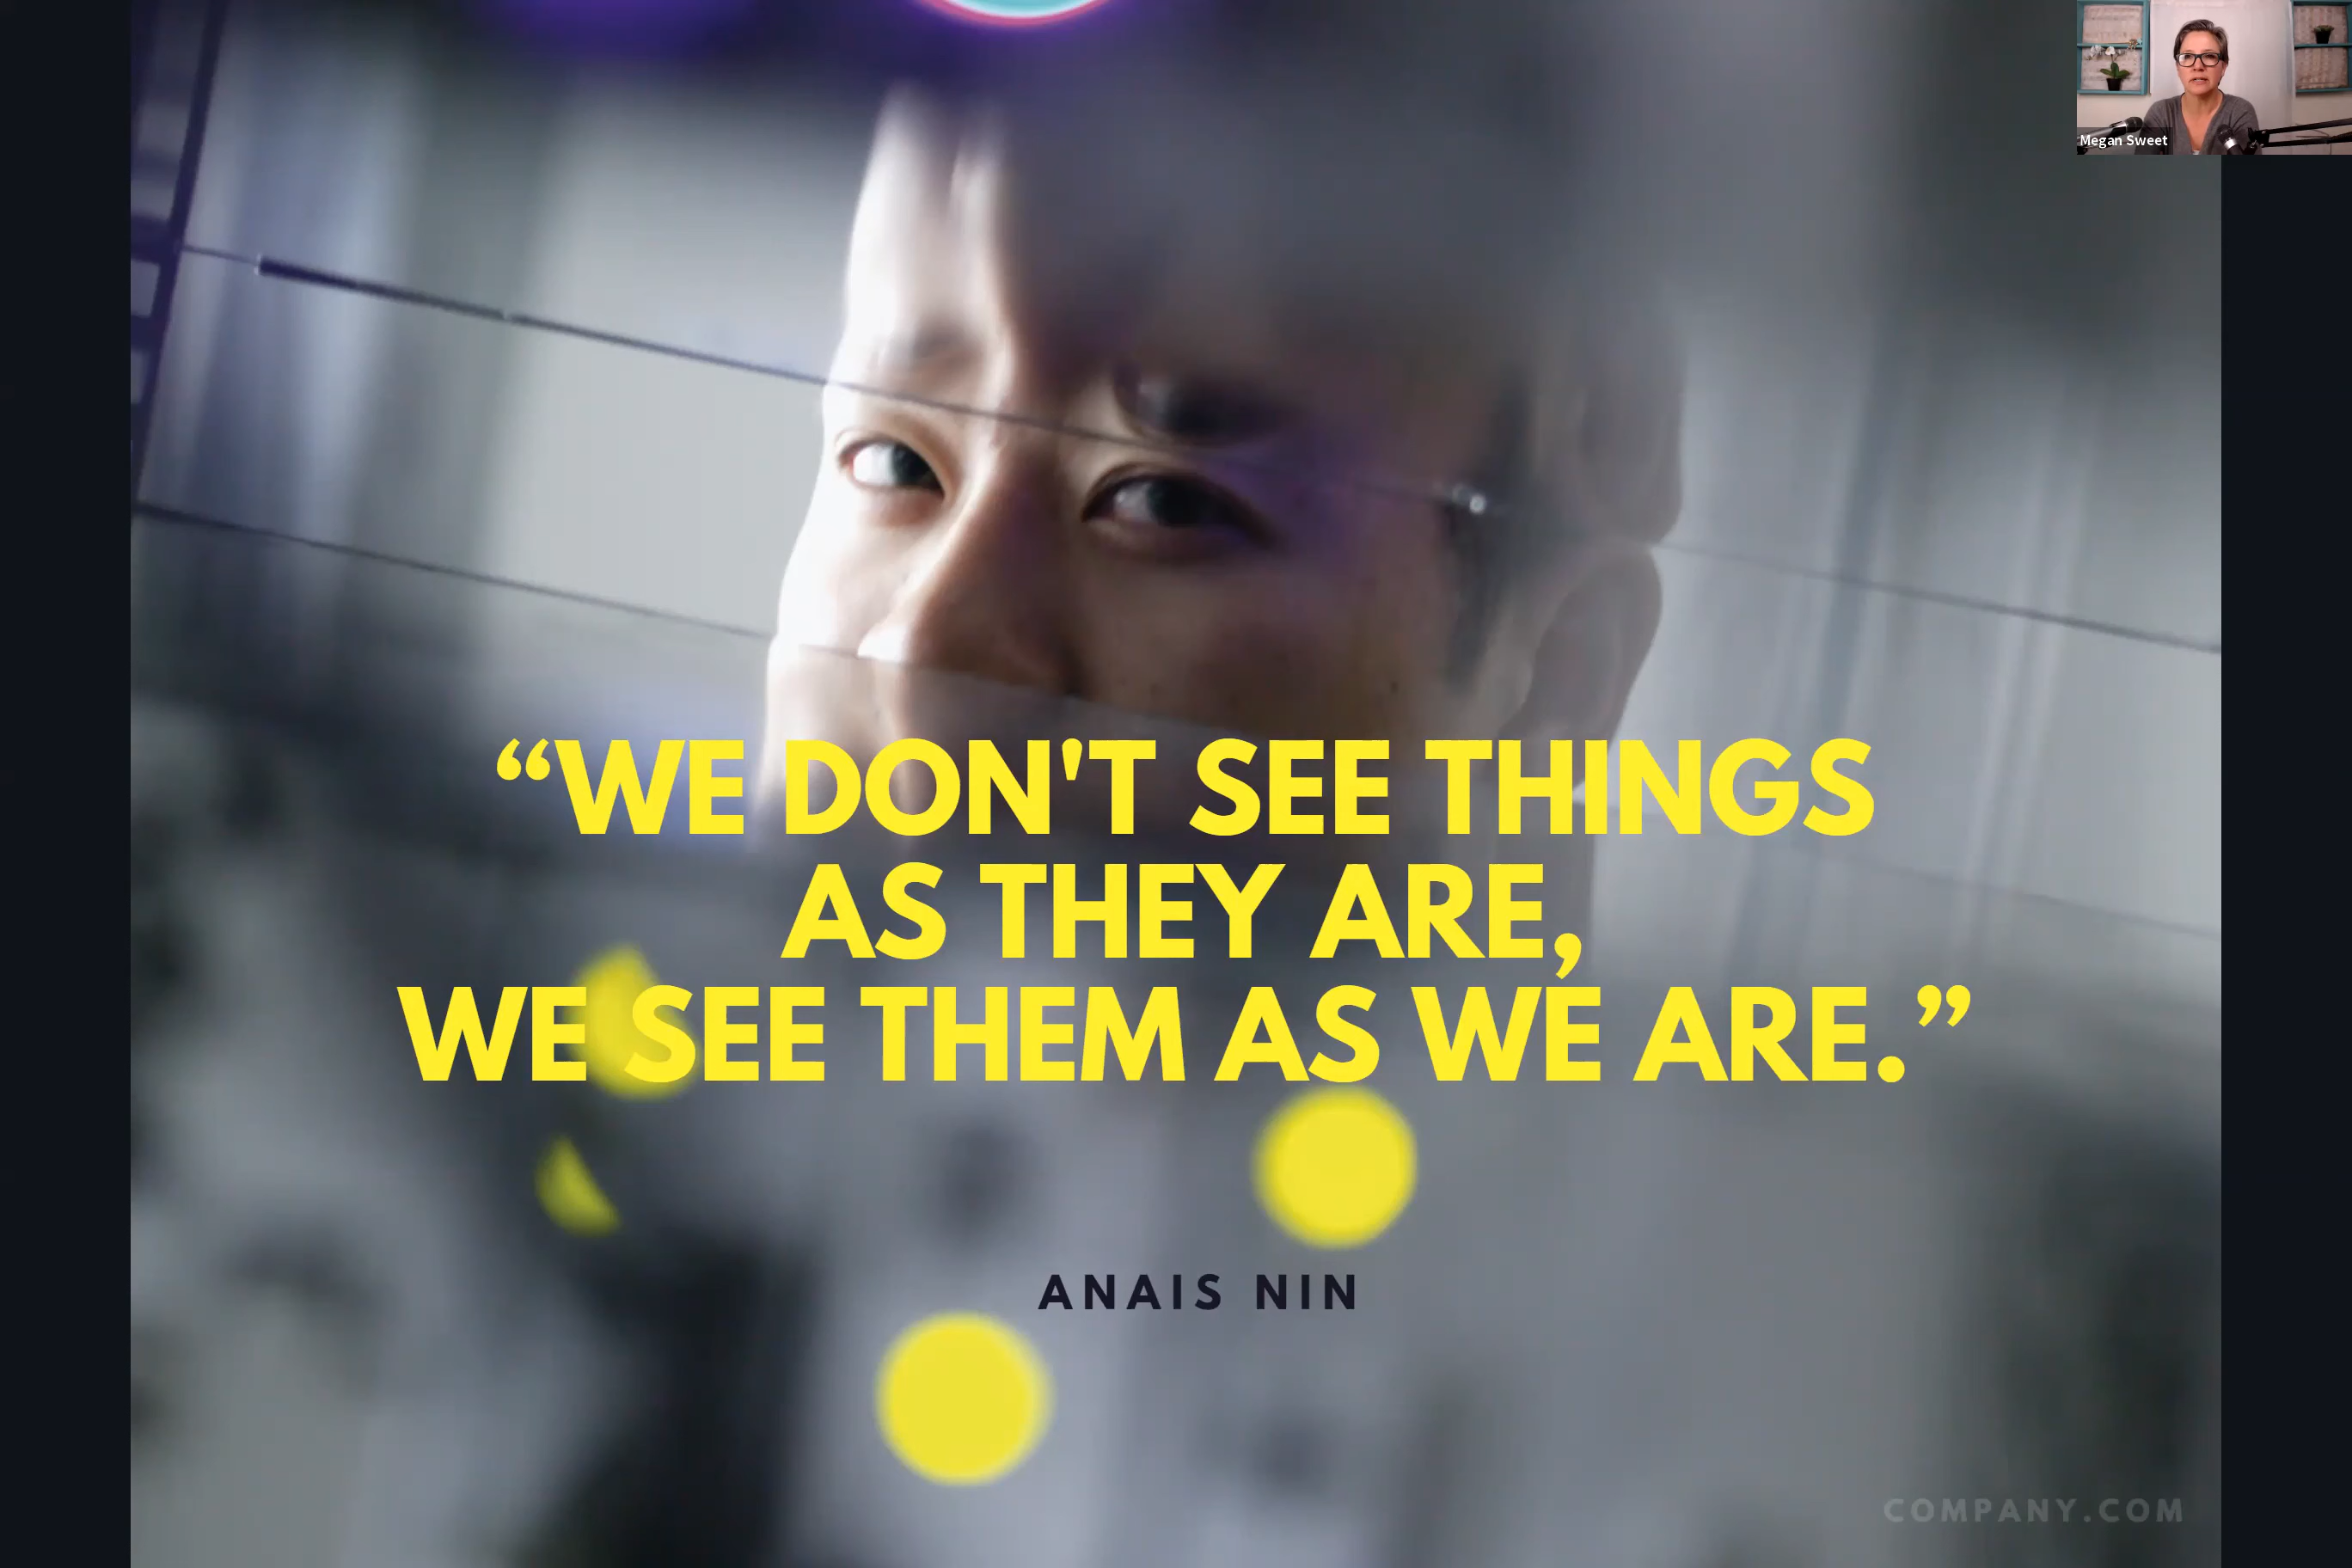 Megan Sweet
“WE DON'T SEE THINGS
AS THEY ARE,
WE SEE THEM AS WE ARE.”
ANAIS NIN
COMPANY.COM